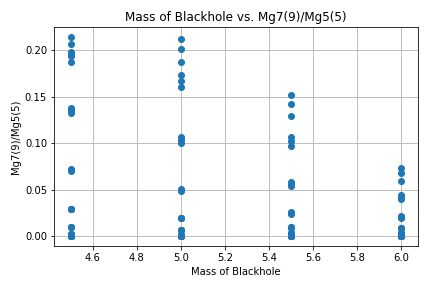 Mass of Blackhole vs. Mg7(9)/Mg5(5)
Mg7(9)/Mg5(5)
0.20
0.15
0.10
0.05
0.00
4.6 4.8 5.0 5.2 5.4 5.6 5.8 6.0
Mass of Blackhole